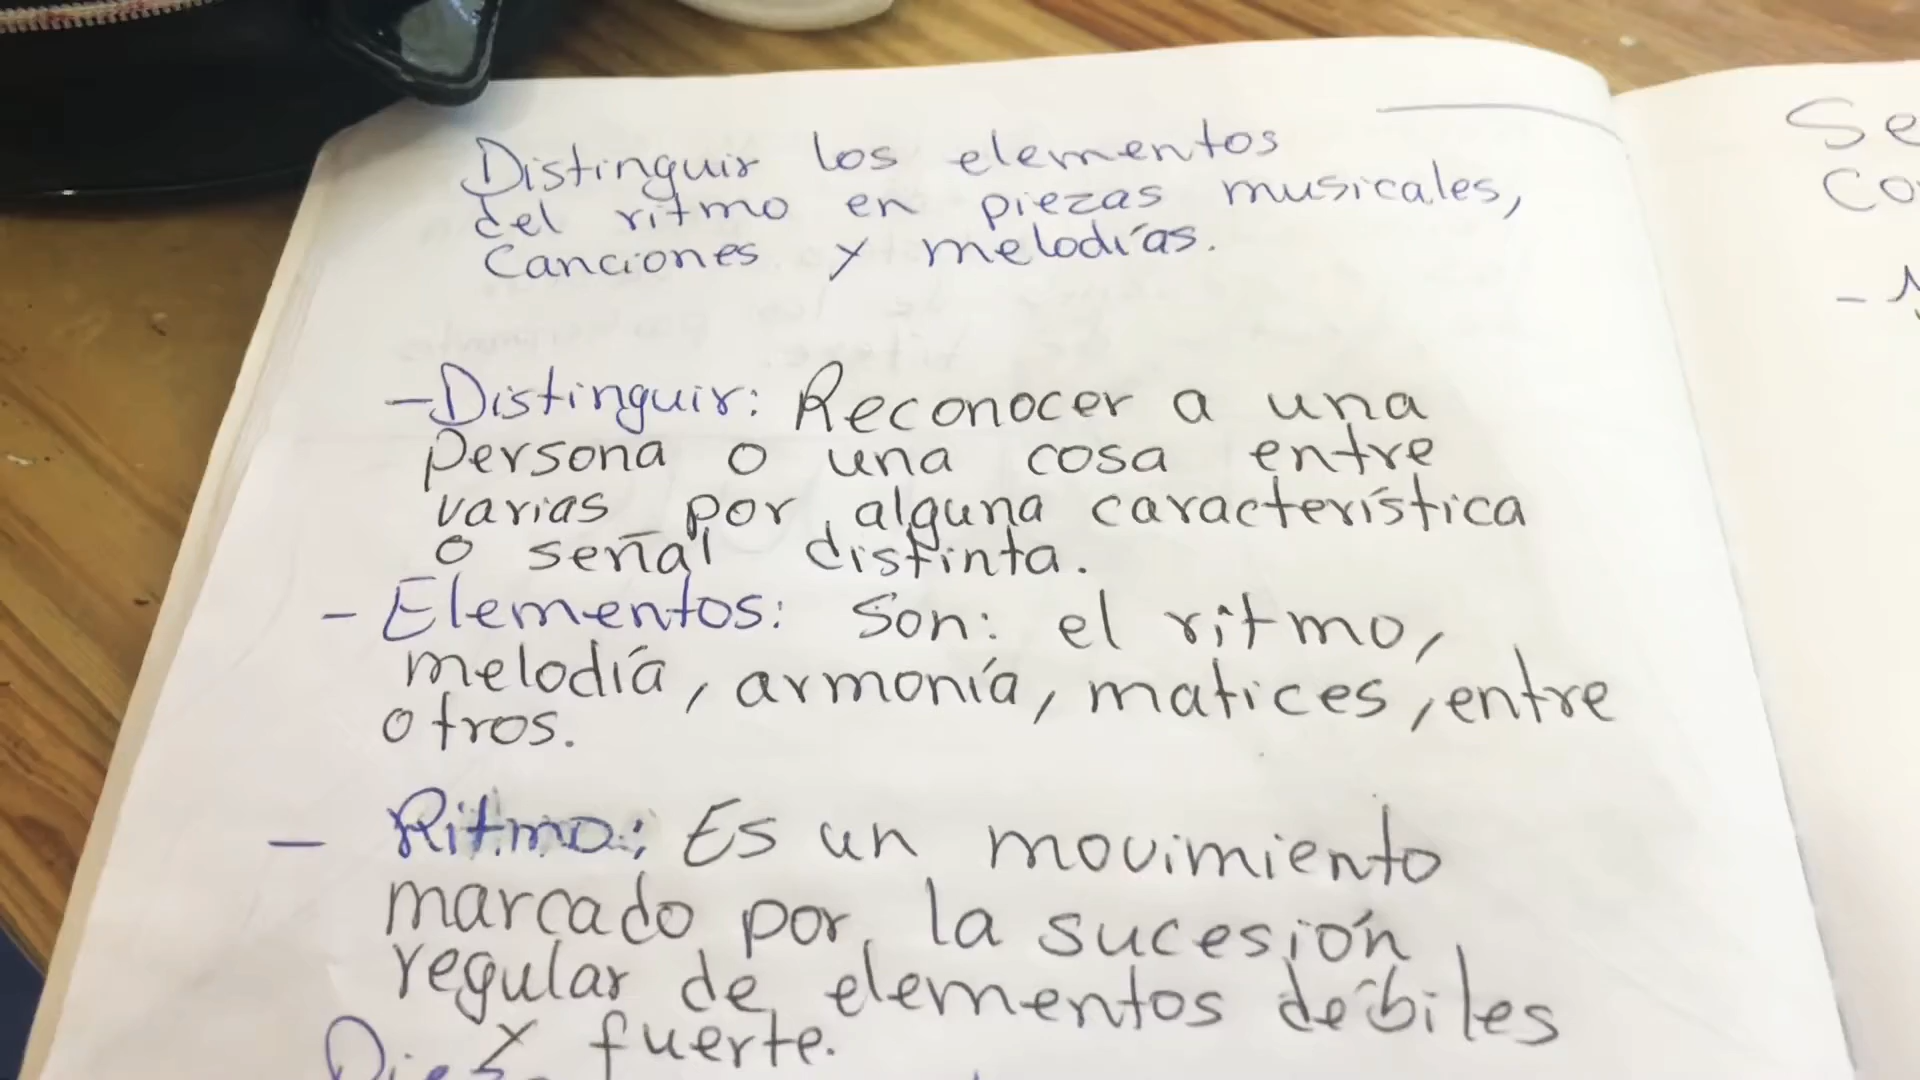 Distinguir los elementos
del ritmo en piezas musicales,
Canciones y melodías.
-Distinguir: Reconocer a una
persona o una cosa entre
varias por alguna característica
o señal distinta.
- Elementos: Son: el ritmo,
melodía, armonía, matices, entre
otros.
- Ritmo: Es un movimiento
marcado por la sucesión
regular de elementos débiles
y fuerte.